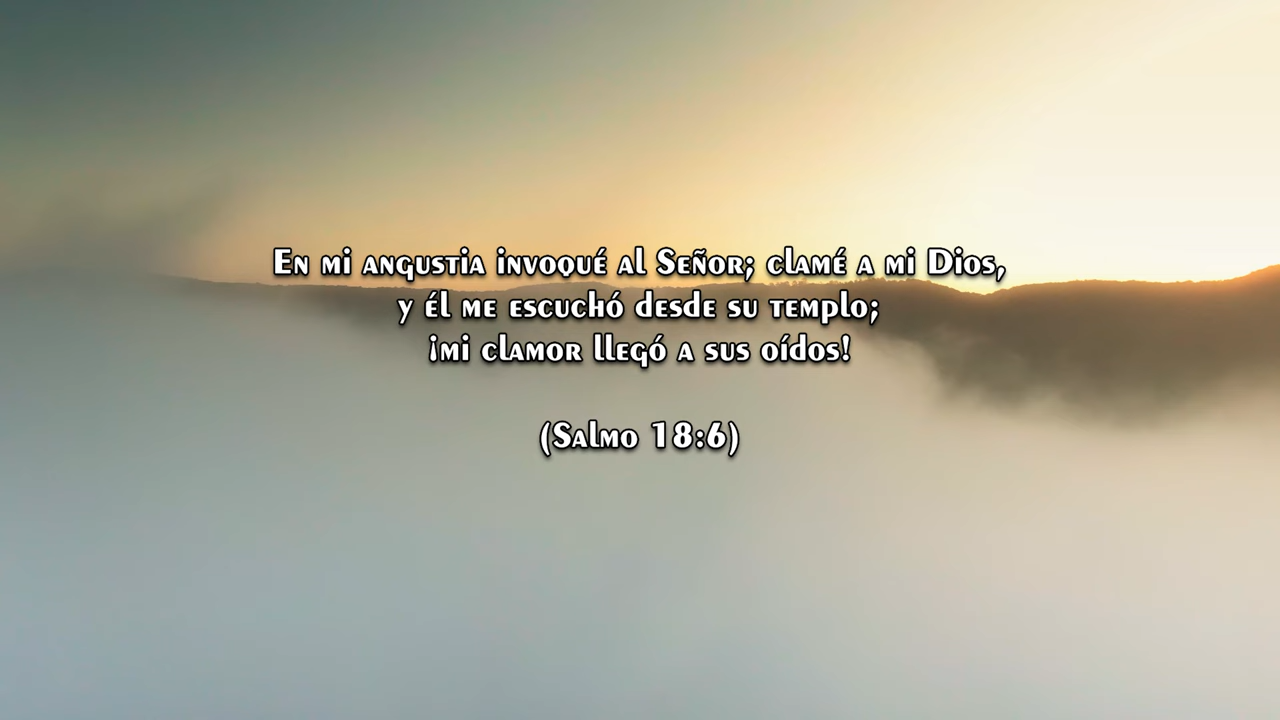 En mi angustia invoqué al Señor; clamé a mi Dios,
y él me escuchó desde su templo;
¡mi clamor llegó a sus oídos!
(Salmo 18:6)